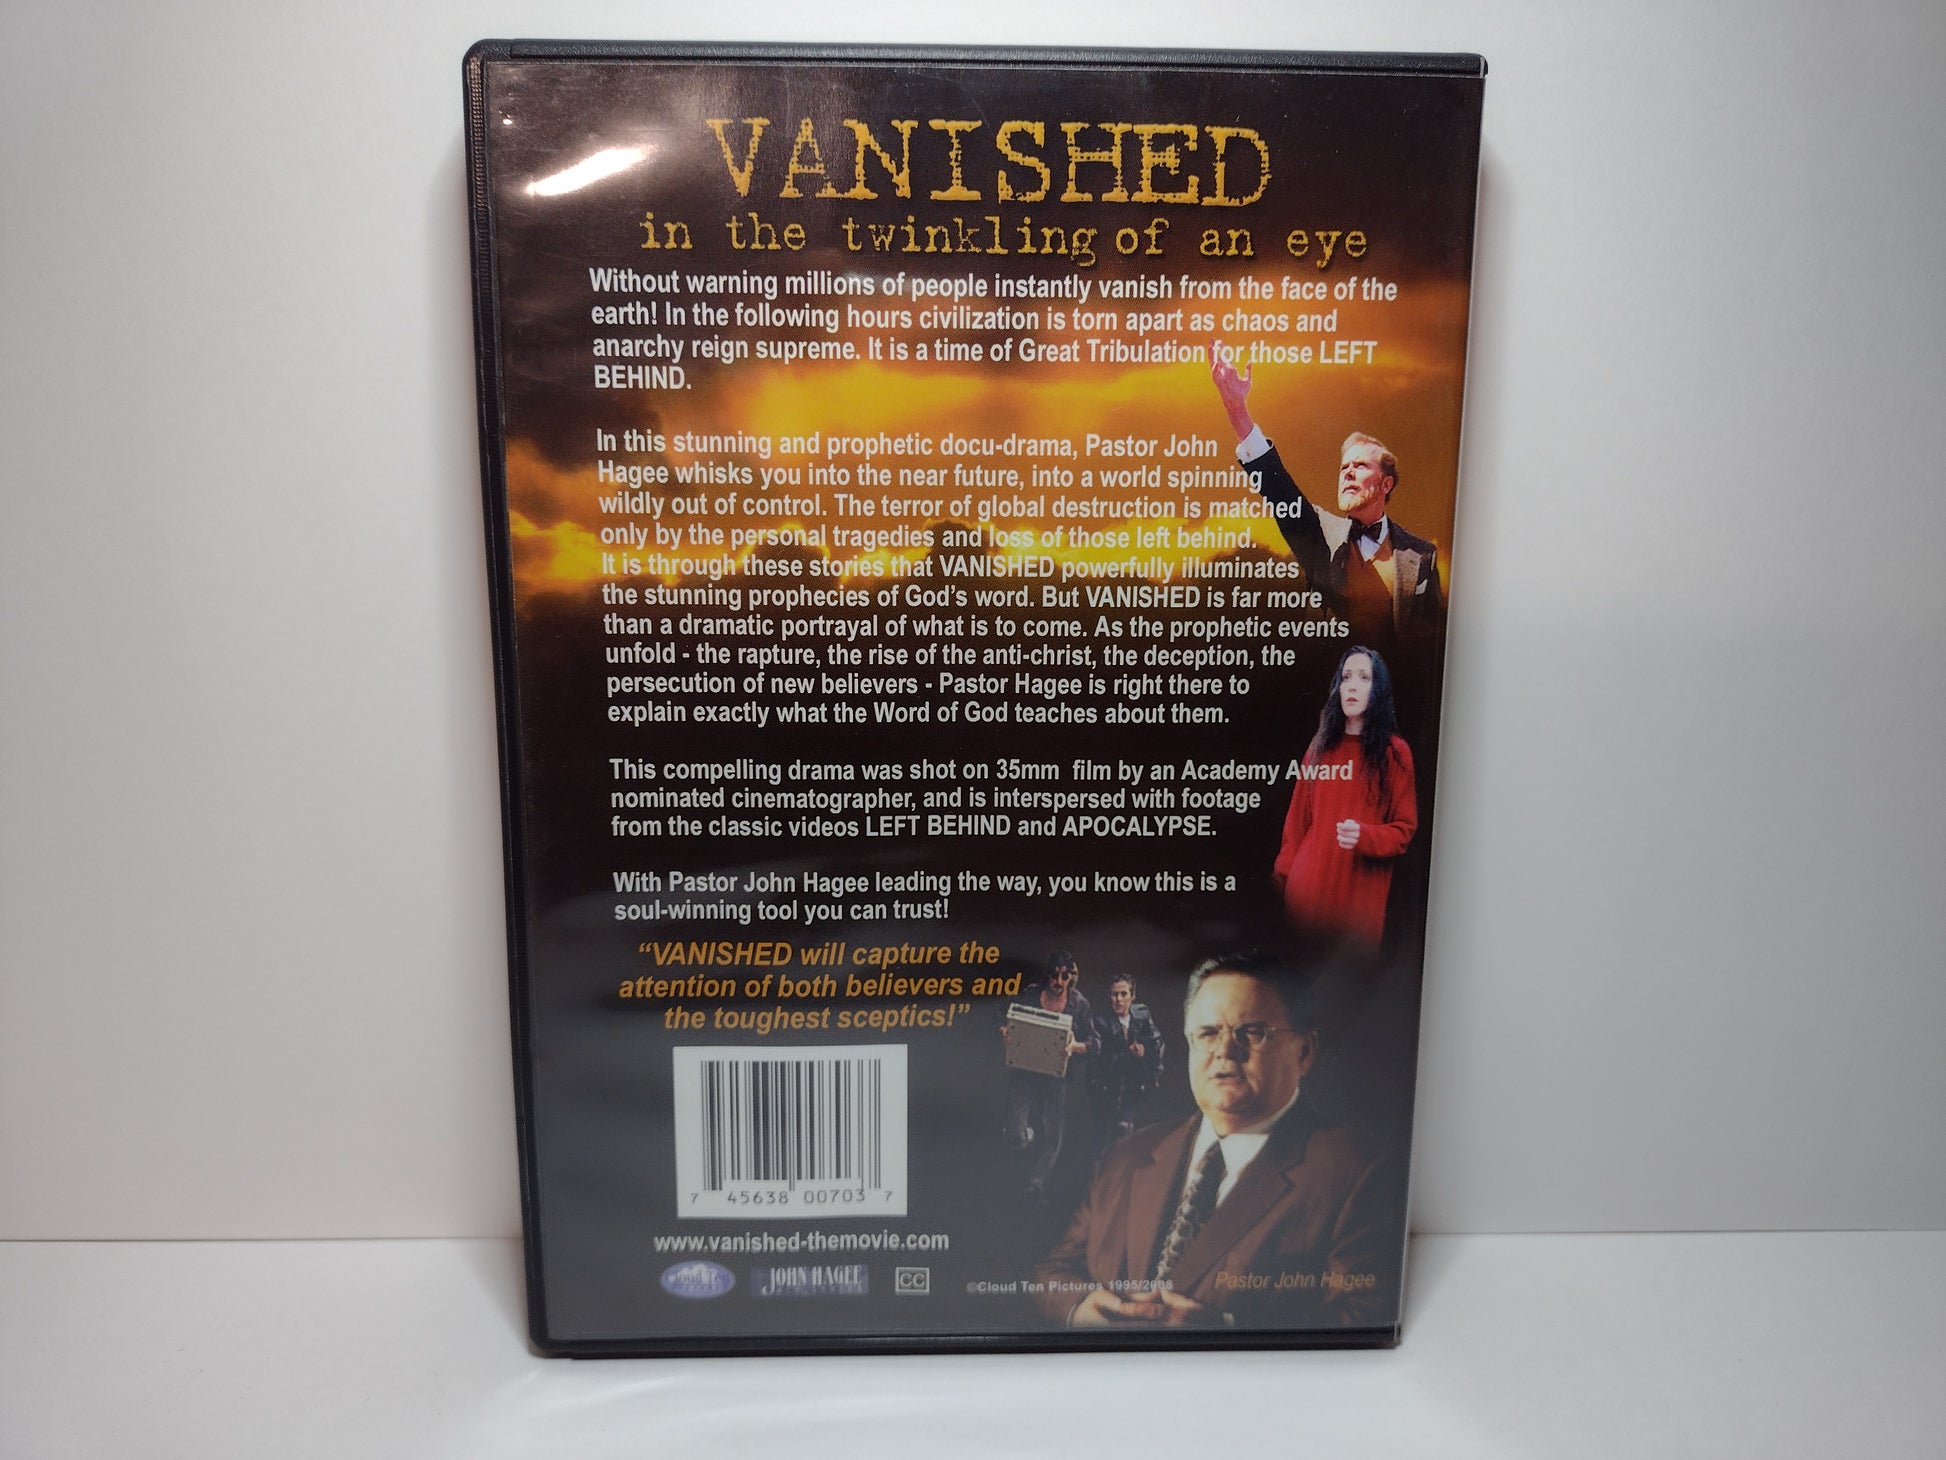 VANISHED
in the twinkling of an eye
Without warning millions of people instantly vanish from the face of the
earth! In the following hours civilization is torn apart as chaos and
anarchy reign supreme. It is a time of Great Tribulation for those LEFT
BEHIND.
In this stunning and prophetic docu-drama, Pastor John
Hagee whisks you into the near future, into a world spinning
wildly out of control. The terror of global destruction is matched
only by the personal tragedies and loss of those left behind.
It is through these stories that VANISHED powerfully illuminates
the stunning prophecies of God's word. But VANISHED is far more
than a dramatic portrayal of what is to come. As the prophetic events
unfold - the rapture, the rise of the anti-christ, the deception, the
persecution of new believers - Pastor Hagee is right there to
explain exactly what the Word of God teaches about them.
This compelling drama was shot on 35mm film by an Academy Award
nominated cinematographer, and is interspersed with footage
from the classic videos LEFT BEHIND and APOCALYPSE.
With Pastor John Hagee leading the way, you know this is a
soul-winning tool you can trust!
"VANISHED will capture the
attention of both believers and
the toughest sceptics!"
7 45638 00703 7
www.vanished-themovie.com
Cloud Ten
JOHN HAGEE
CC
©Cloud Ten Pictures 1995/2008
Pastor John Hagee